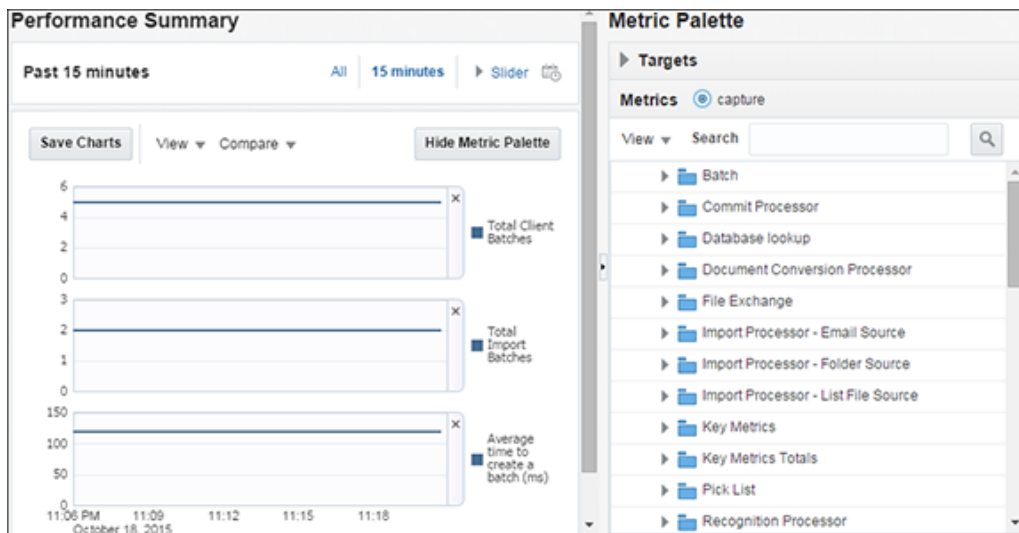 Performance Summary
Past 15 minutes
All
15 minutes
Slider
Save Charts
View
Compare
Hide Metric Palette
6
4
2
0
Total Client
Batches
3
2
1
0
Total
Import
Batches
150
100
50
0
Average
time to
create a
batch (ms)
11:06 PM
11:09
11:12
11:15
11:18
October 18, 2015
Metric Palette
Targets
Metrics
capture
View
Search
Batch
Commit Processor
Database lookup
Document Conversion Processor
File Exchange
Import Processor - Email Source
Import Processor - Folder Source
Import Processor - List File Source
Key Metrics
Key Metrics Totals
Pick List
Recognition Processor